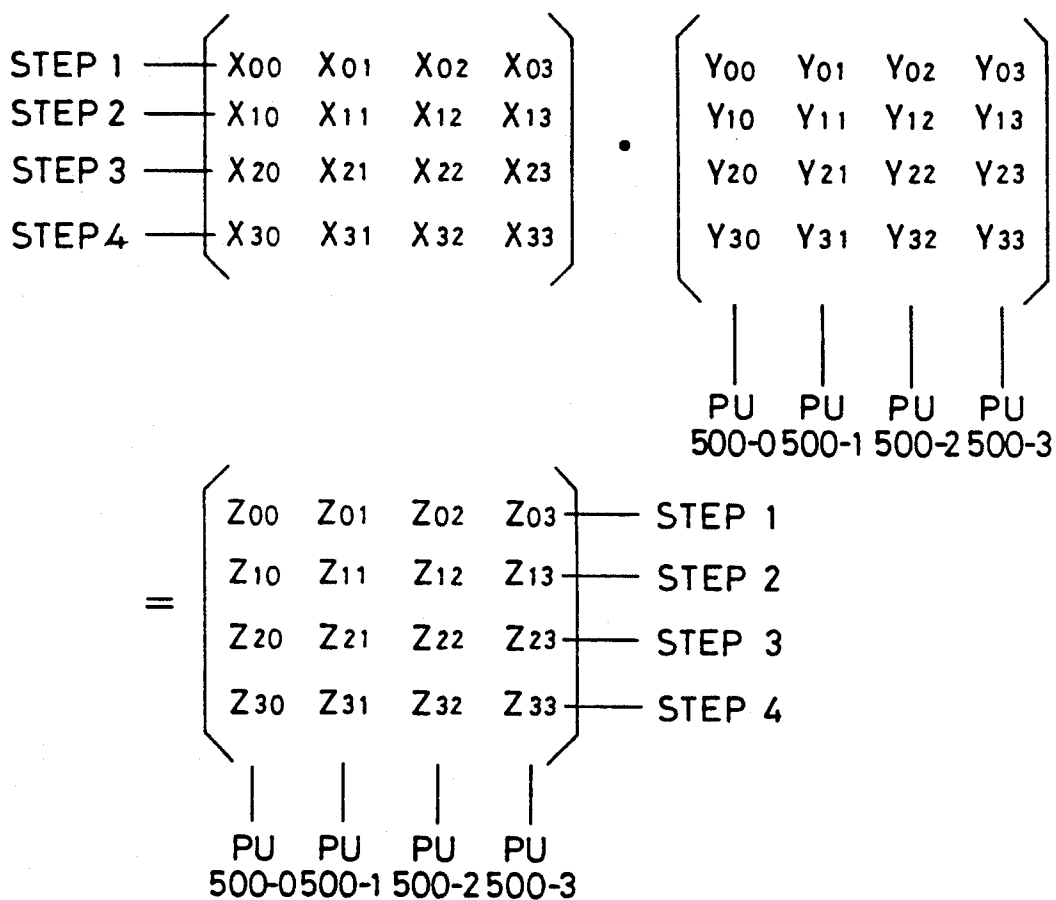 STEP 1 X00 X01 X02 X03 Y00 Y01 Y02 Y03
STEP 2 X10 X11 X12 X13 • Y10 Y11 Y12 Y13
STEP 3 X20 X21 X22 X23 Y20 Y21 Y22 Y23
STEP 4 X30 X31 X32 X33 Y30 Y31 Y32 Y33
PU PU PU PU
500-0 500-1 500-2 500-3
Z00 Z01 Z02 Z03 STEP 1
= Z10 Z11 Z12 Z13 STEP 2
Z20 Z21 Z22 Z23 STEP 3
Z30 Z31 Z32 Z33 STEP 4
PU PU PU PU
500-0 500-1 500-2 500-3